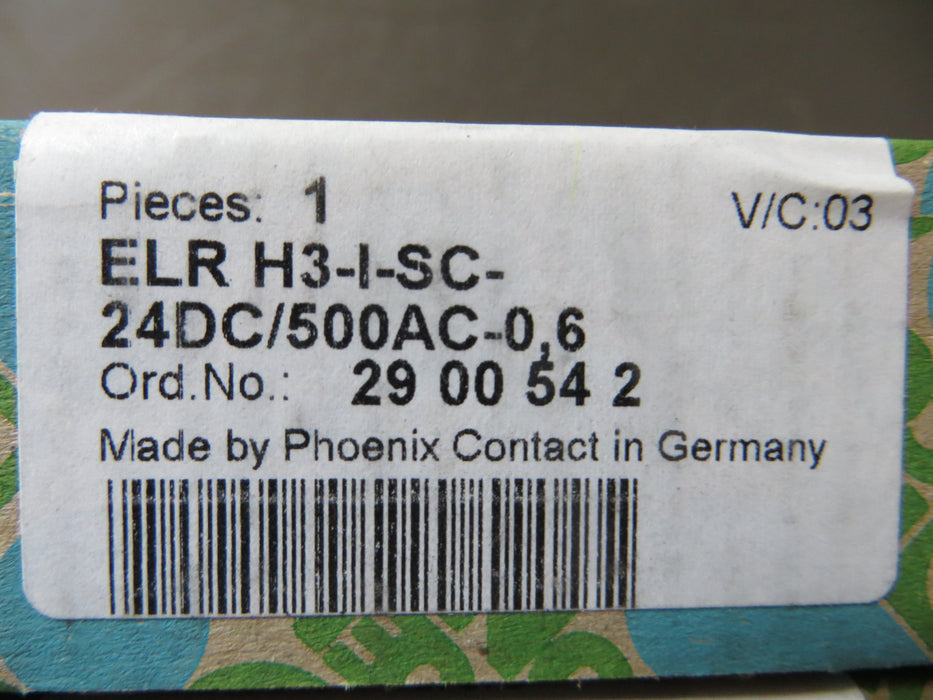 Pieces: 1
V/C:03
ELR H3-I-SC-
24DC/500AC-0,6
Ord.No.: 29 00 54 2
Made by Phoenix Contact in Germany